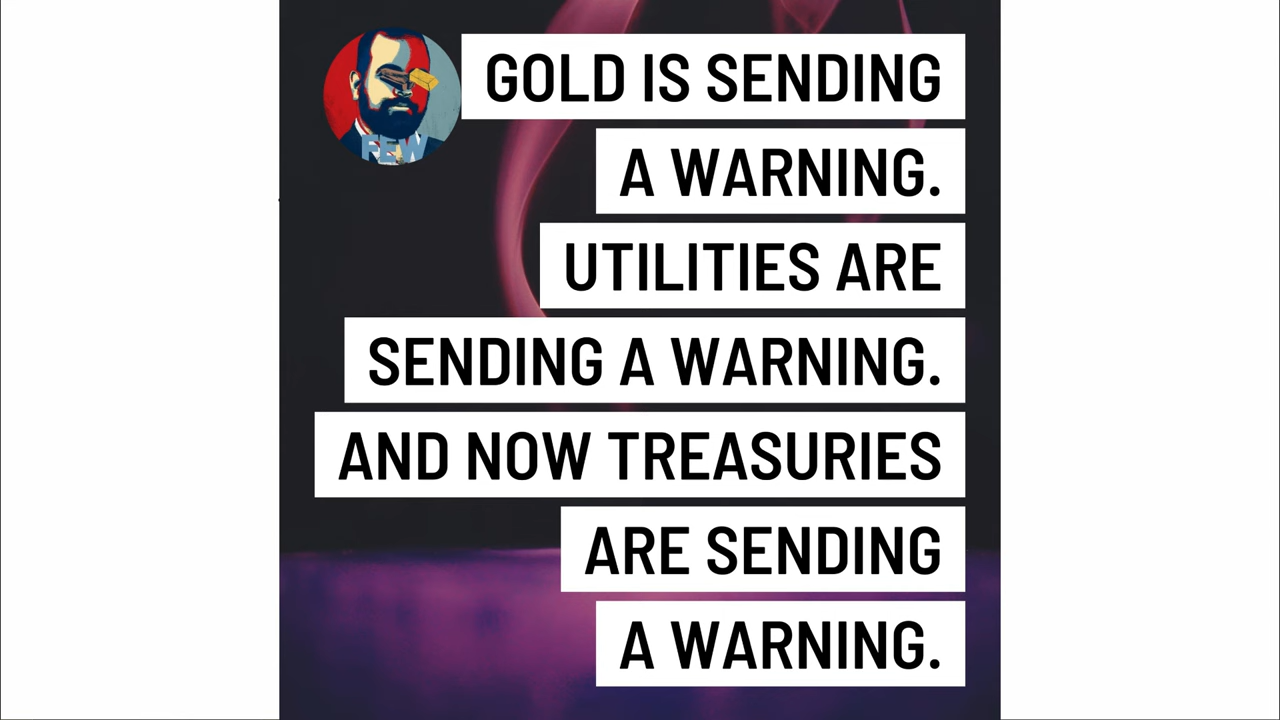 GOLD IS SENDING
A WARNING.
UTILITIES ARE
SENDING A WARNING.
AND NOW TREASURIES
ARE SENDING
A WARNING.
FEW